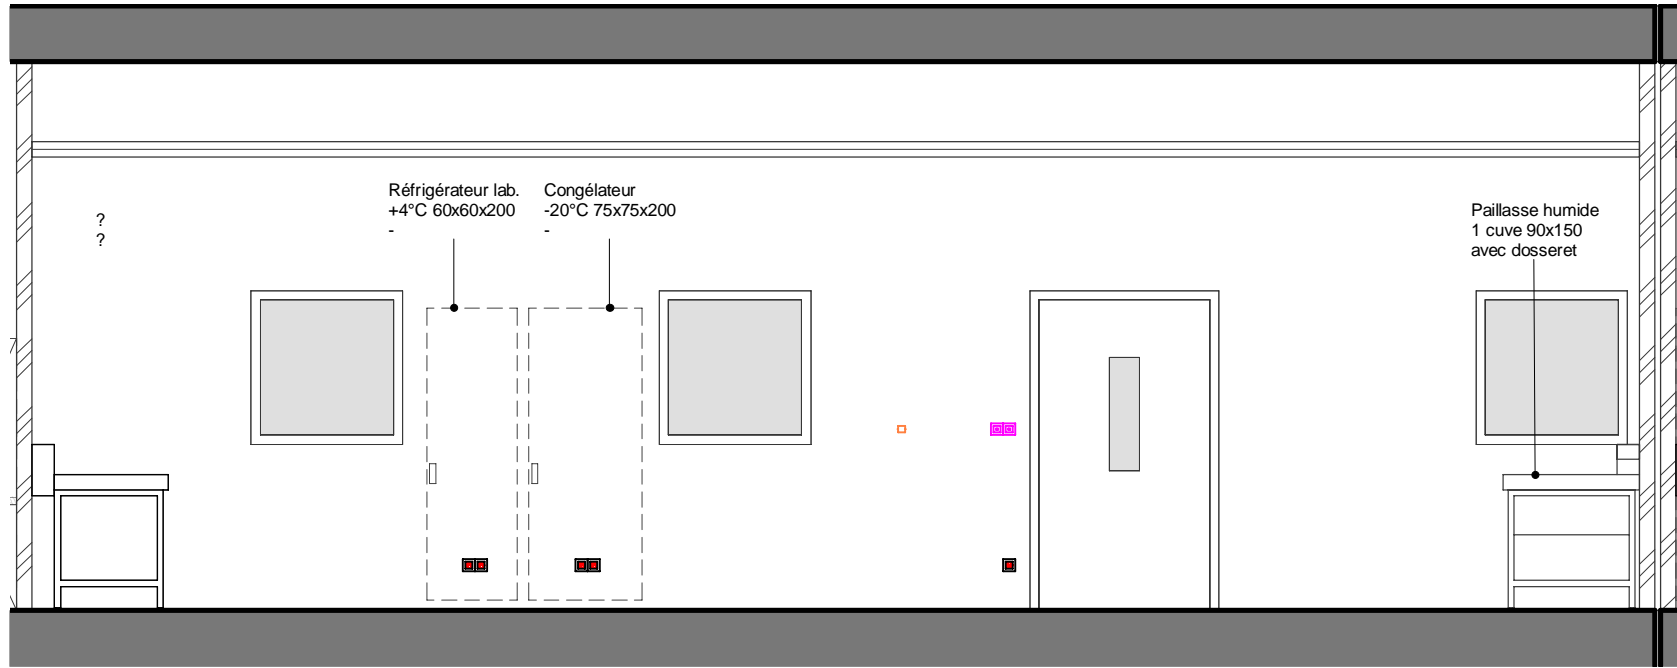 ?
?
Réfrigérateur lab.
+4°C 60x60x200
-
Congélateur
-20°C 75x75x200
-
Paillasse humide
1 cuve 90x150
avec dosseret